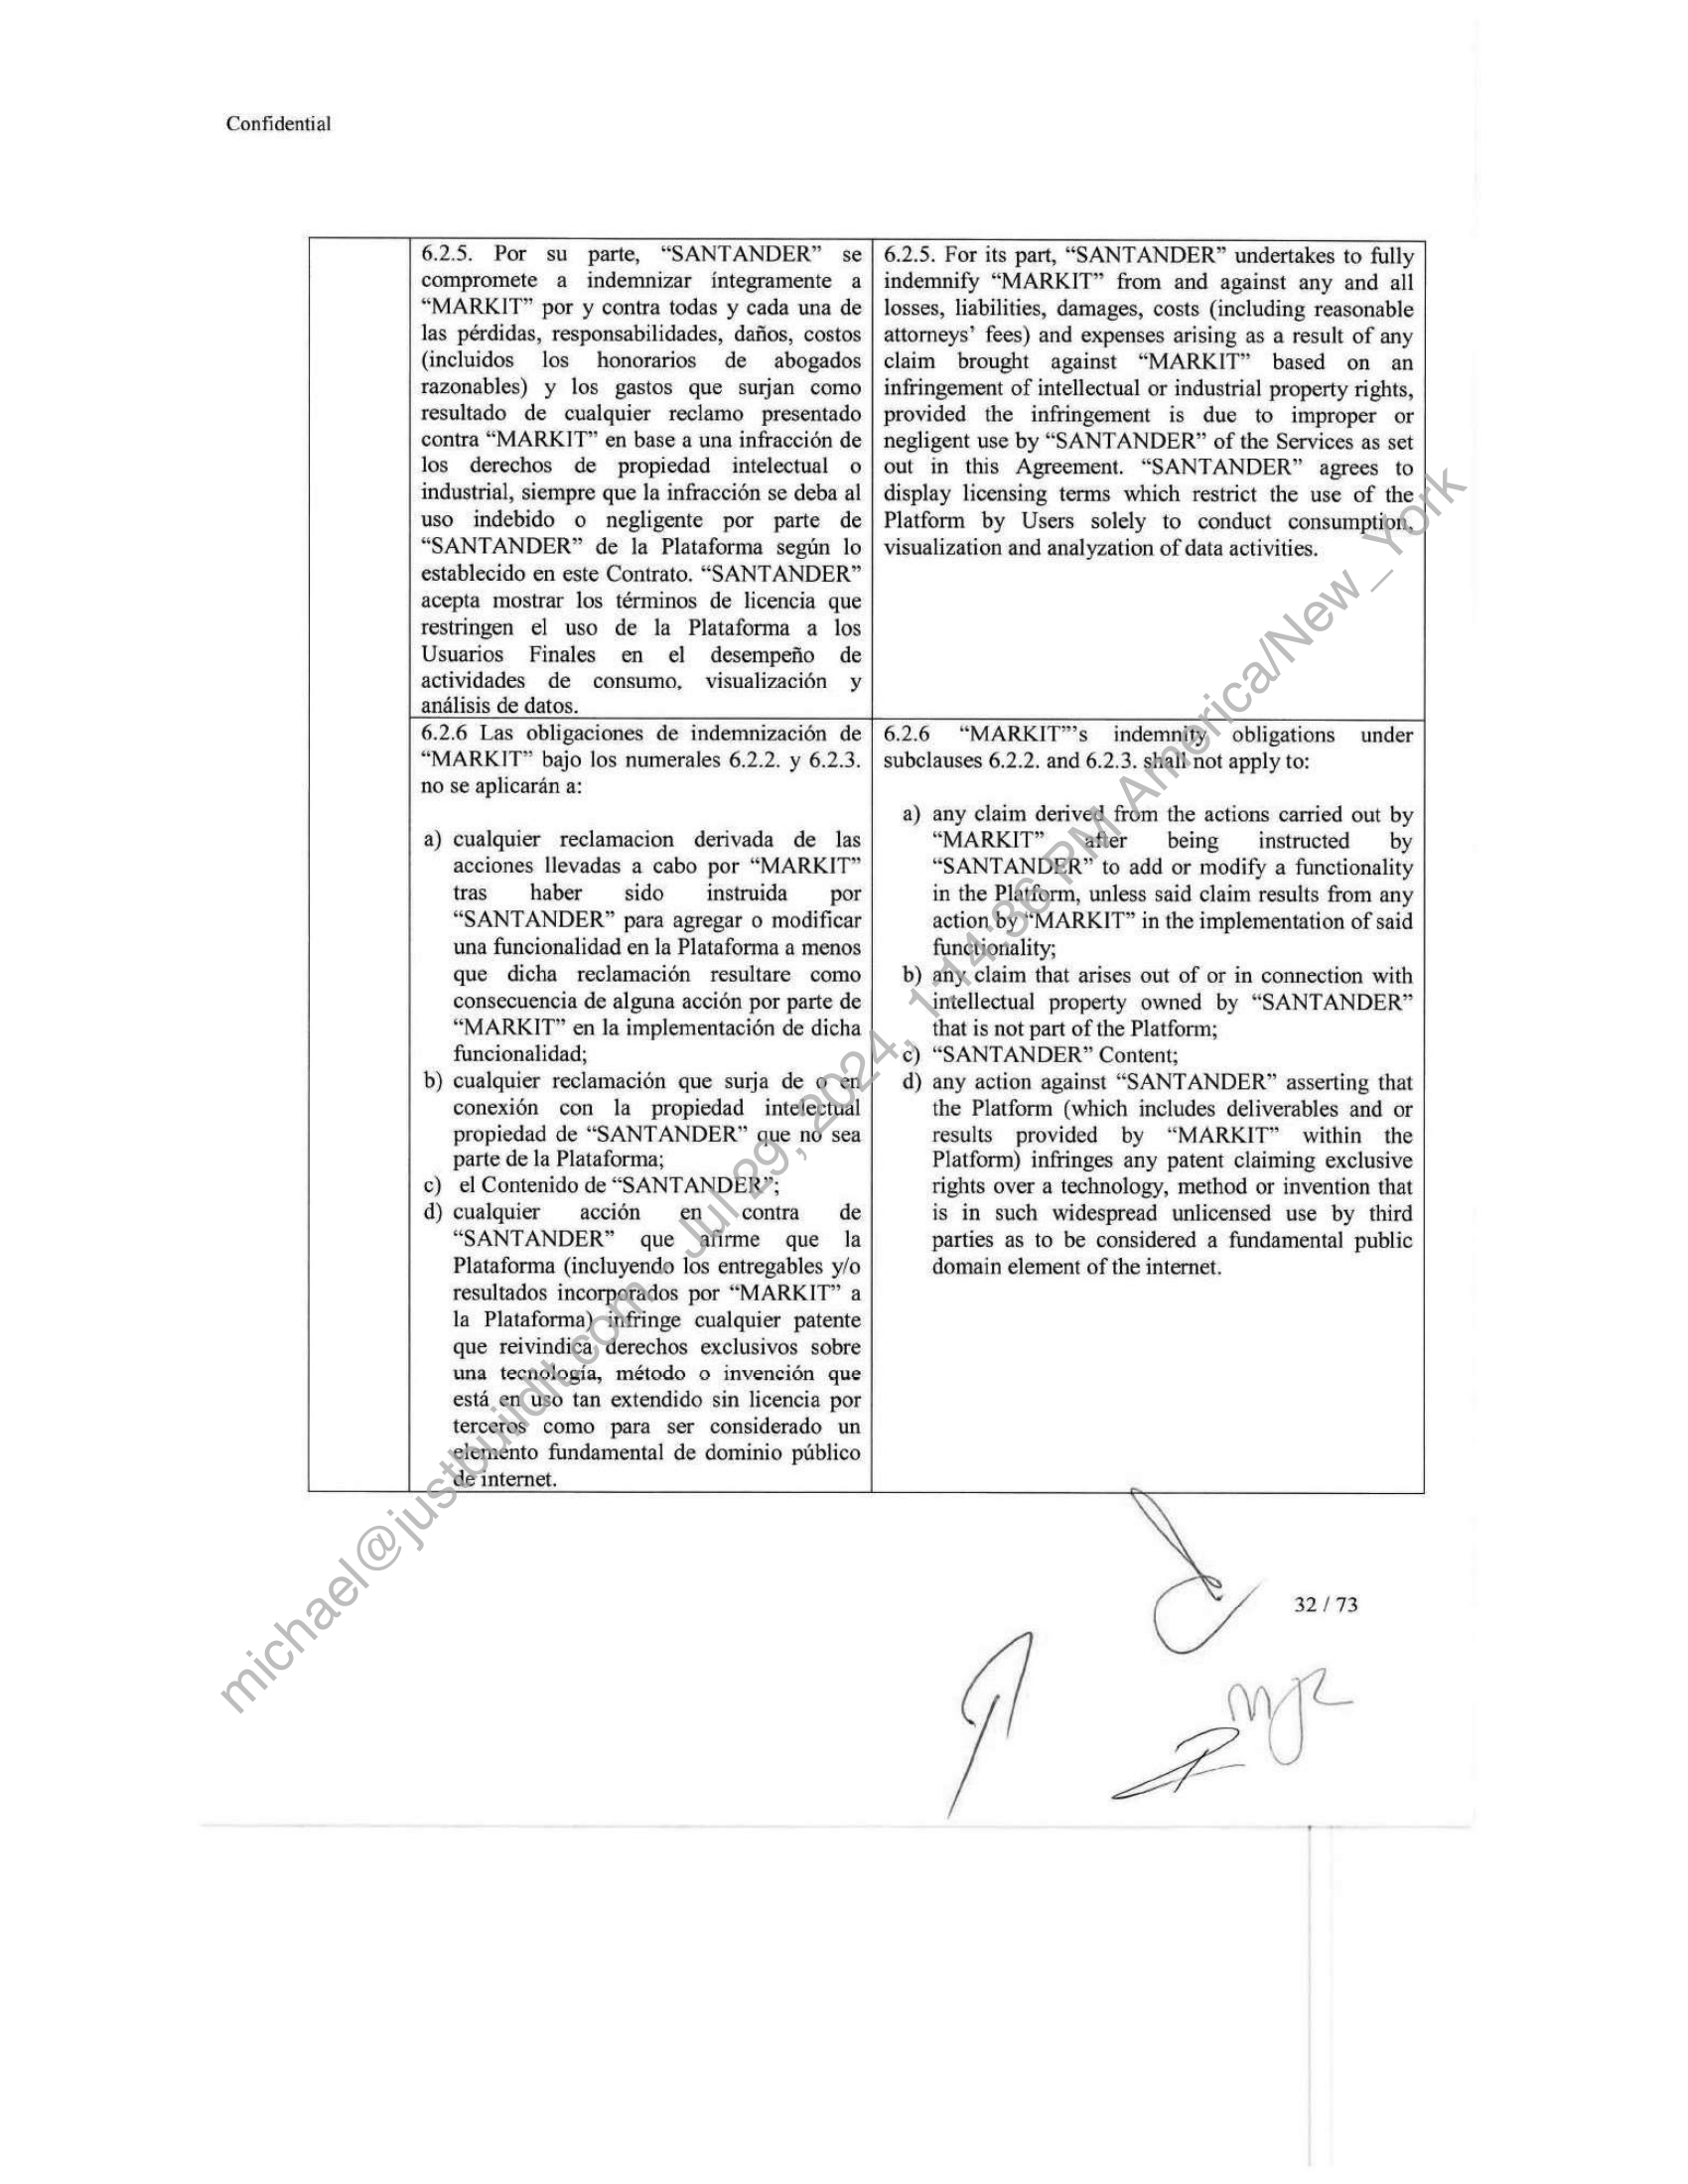 Confidential
6.2.5. Por su parte, “SANTANDER” se
compromete a indemnizar íntegramente a
“MARKIT” por y contra todas y cada una de
las pérdidas, responsabilidades, daños, costos
(incluidos los honorarios de abogados
razonables) y los gastos que surjan como
resultado de cualquier reclamo presentado
contra “MARKIT” en base a una infracción de
los derechos de propiedad intelectual o
industrial, siempre que la infracción se deba al
uso indebido o negligente por parte de
“SANTANDER” de la Plataforma según lo
establecido en este Contrato. “SANTANDER”
acepta mostrar los términos de licencia que
restringen el uso de la Plataforma a los
Usuarios Finales en el desempeño de
actividades de consumo, visualización y
análisis de datos.
6.2.5. For its part, “SANTANDER” undertakes to fully
indemnify “MARKIT” from and against any and all
losses, liabilities, damages, costs (including reasonable
attorneys’ fees) and expenses arising as a result of any
claim brought against “MARKIT” based on an
infringement of intellectual or industrial property rights,
provided the infringement is due to improper or
negligent use by “SANTANDER” of the Services as set
out in this Agreement. “SANTANDER” agrees to
display licensing terms which restrict the use of the
Platform by Users solely to conduct consumption,
visualization and analyzation of data activities.
6.2.6 Las obligaciones de indemnización de
“MARKIT” bajo los numerales 6.2.2. y 6.2.3.
no se aplicarán a:
a) cualquier reclamacion derivada de las
acciones llevadas a cabo por “MARKIT”
tras haber sido instruida por
“SANTANDER” para agregar o modificar
una funcionalidad en la Plataforma a menos
que dicha reclamación resultare como
consecuencia de alguna acción por parte de
“MARKIT” en la implementación de dicha
funcionalidad;
b) cualquier reclamación que surja de o en
conexión con la propiedad intelectual
propiedad de “SANTANDER” que no sea
parte de la Plataforma;
c) el Contenido de “SANTANDER”;
d) cualquier acción en contra de
“SANTANDER” que afirme que la
Plataforma (incluyendo los entregables y/o
resultados incorporados por “MARKIT” a
la Plataforma) infringe cualquier patente
que reivindica derechos exclusivos sobre
una tecnología, método o invención que
está en uso tan extendido sin licencia por
terceros como para ser considerado un
elemento fundamental de dominio público
de internet.
6.2.6 “MARKIT”’s indemnity obligations under
subclauses 6.2.2. and 6.2.3. shall not apply to:
a) any claim derived from the actions carried out by
“MARKIT” after being instructed by
“SANTANDER” to add or modify a functionality
in the Platform, unless said claim results from any
action by “MARKIT” in the implementation of said
functionality;
b) any claim that arises out of or in connection with
intellectual property owned by “SANTANDER”
that is not part of the Platform;
c) “SANTANDER” Content;
d) any action against “SANTANDER” asserting that
the Platform (which includes deliverables and or
results provided by “MARKIT” within the
Platform) infringes any patent claiming exclusive
rights over a technology, method or invention that
is in such widespread unlicensed use by third
parties as to be considered a fundamental public
domain element of the internet.
32 / 73
michael@justbuildit.com - Jul 29, 2024, 1:14:36 PM America/New_York